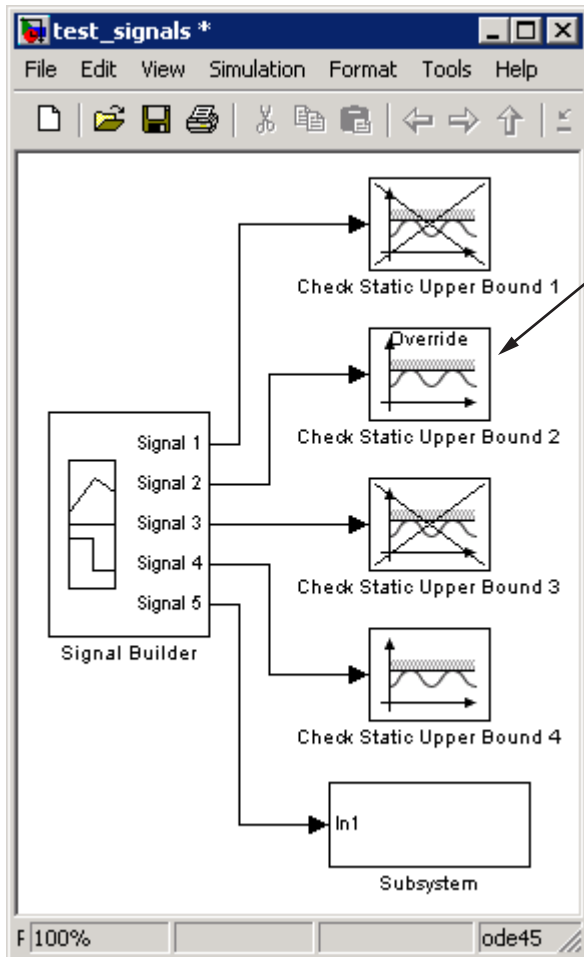 test_signals *
File Edit View Simulation Format Tools Help
Check Static Upper Bound 1
Override
Check Static Upper Bound 2
Signal 1
Signal 2
Signal 3
Signal 4
Signal 5
Signal Builder
Check Static Upper Bound 3
Check Static Upper Bound 4
In1
Subsystem
F 100% ode45